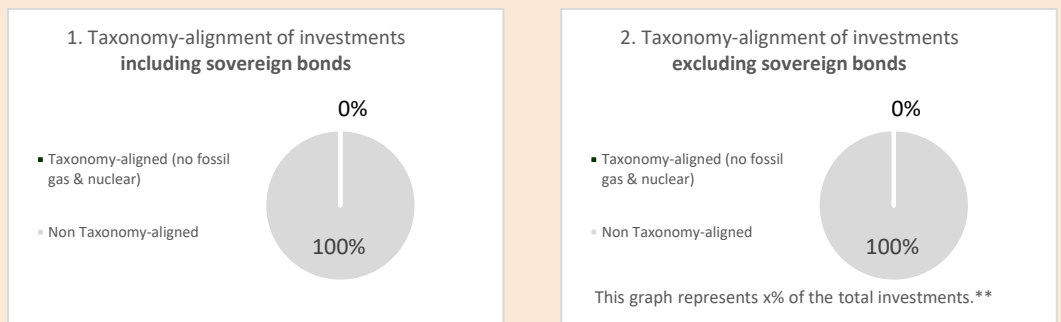 1. Taxonomy-alignment of investments
including sovereign bonds
0%
Taxonomy-aligned (no fossil
gas & nuclear)
Non Taxonomy-aligned
100%
2. Taxonomy-alignment of investments
excluding sovereign bonds
0%
Taxonomy-aligned (no fossil
gas & nuclear)
Non Taxonomy-aligned
100%
This graph represents x% of the total investments.**